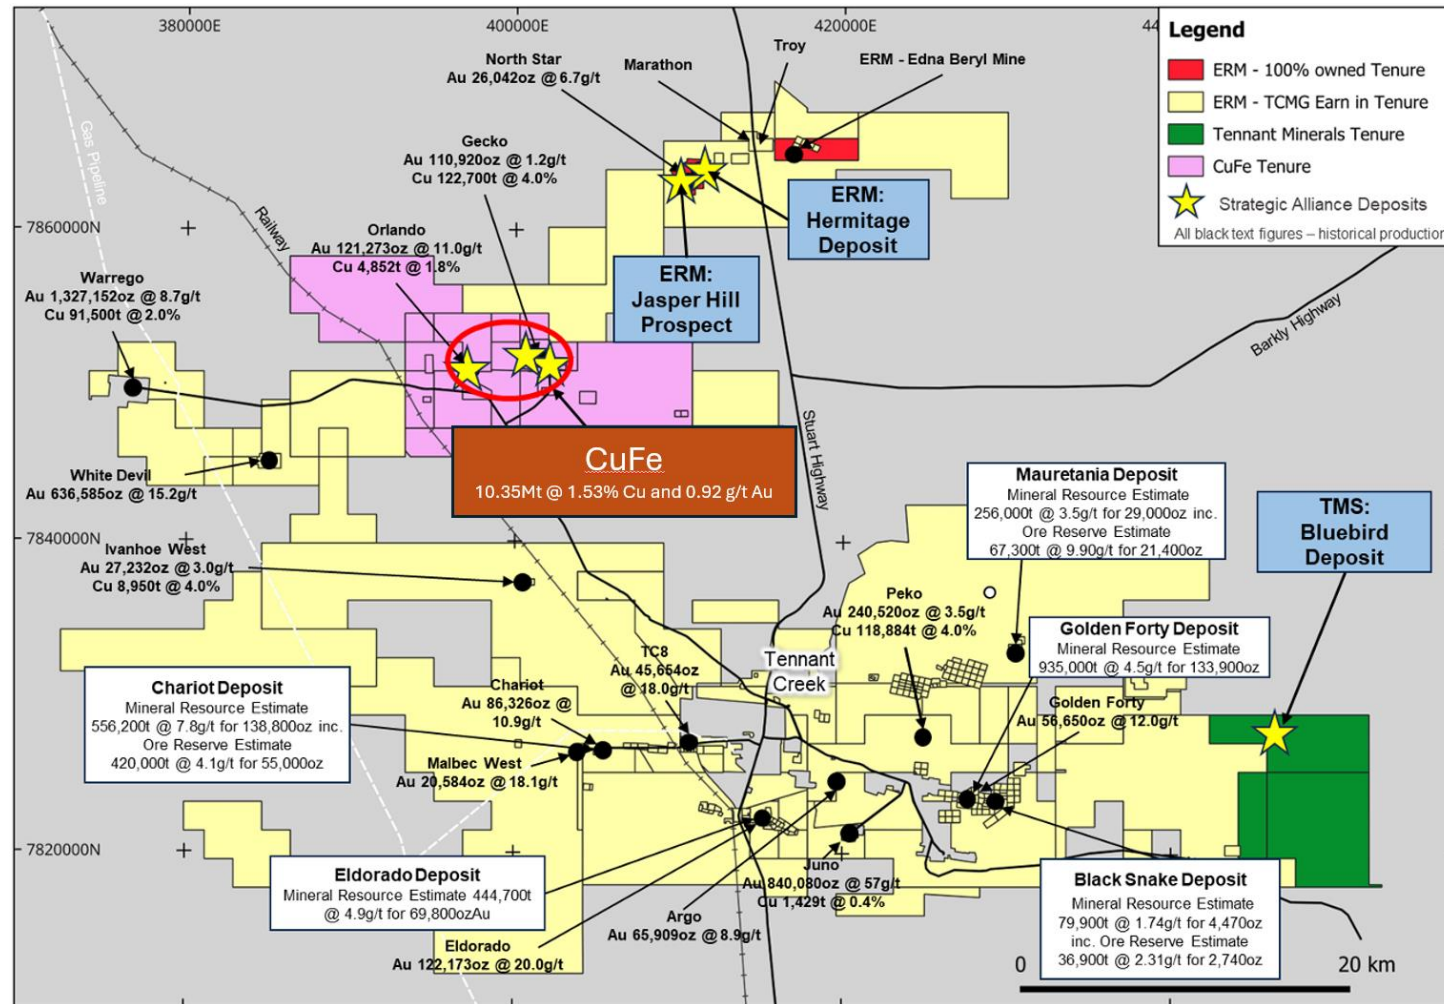 380000E
400000E
420000E
44
Legend
ERM - 100% owned Tenure
ERM - TCMG Earn in Tenure
Tennant Minerals Tenure
CuFe Tenure
Strategic Alliance Deposits
All black text figures – historical production
North Star
Au 26,042oz @ 6.7g/t
Marathon
Troy
ERM - Edna Beryl Mine
Gas Pipeline
Railway
Gecko
Au 110,920oz @ 1.2g/t
Cu 122,700t @ 4.0%
ERM:
Hermitage
Deposit
7860000N
Orlando
Au 121,273oz @ 11.0g/t
Cu 4,852t @ 1.8%
ERM:
Jasper Hill
Prospect
Warrego
Au 1,327,152oz @ 8.7g/t
Cu 91,500t @ 2.0%
Barkly Highway
Stuart Highway
CuFe
10.35Mt @ 1.53% Cu and 0.92 g/t Au
White Devil
Au 636,585oz @ 15.2g/t
Mauretania Deposit
Mineral Resource Estimate
256,000t @ 3.5g/t for 29,000oz inc.
Ore Reserve Estimate
67,300t @ 9.90g/t for 21,400oz
TMS:
Bluebird
Deposit
7840000N
Ivanhoe West
Au 27,232oz @ 3.0g/t
Cu 8,950t @ 4.0%
Peko
Au 240,520oz @ 3.5g/t
Cu 118,884t @ 4.0%
Golden Forty Deposit
Mineral Resource Estimate
935,000t @ 4.5g/t for 133,900oz
TC8
Au 45,654oz
@ 18.0g/t
Tennant
Creek
Chariot Deposit
Mineral Resource Estimate
556,200t @ 7.8g/t for 138,800oz inc.
Ore Reserve Estimate
420,000t @ 4.1g/t for 55,000oz
Chariot
Au 86,326oz @
10.9g/t
Golden Forty
Au 56,650oz @ 12.0g/t
Malbec West
Au 20,584oz @ 18.1g/t
7820000N
Eldorado Deposit
Mineral Resource Estimate 444,700t
@ 4.9g/t for 69,800ozAu
Juno
Au 840,080oz @ 57g/t
Cu 1,429t @ 0.4%
Black Snake Deposit
Mineral Resource Estimate
79,900t @ 1.74g/t for 4,470oz
inc. Ore Reserve Estimate
36,900t @ 2.31g/t for 2,740oz
Argo
Au 65,909oz @ 8.9g/t
Eldorado
Au 122,173oz @ 20.0g/t
0
20 km